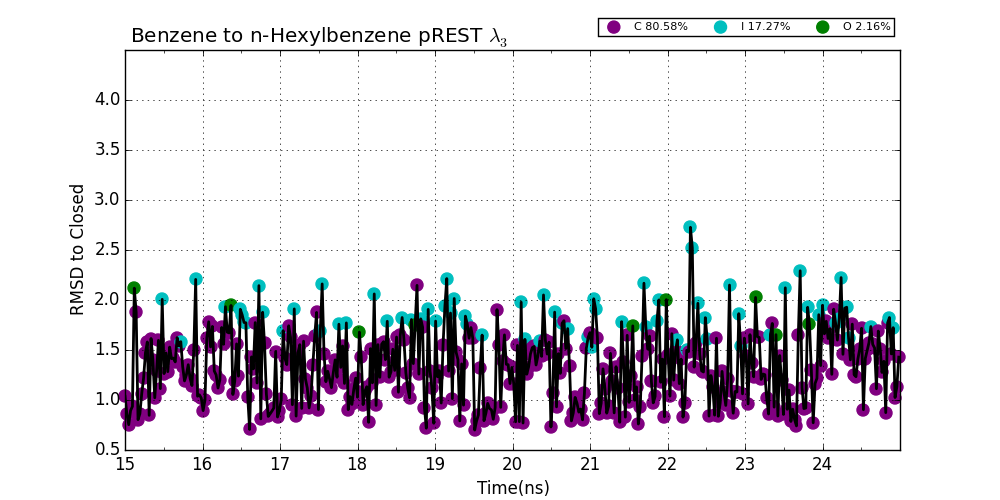 C 80.58% I 17.27% O 2.16%
Benzene to n-Hexylbenzene pREST λ₃
4.0
3.5
3.0
2.5
2.0
1.5
1.0
0.5
RMSD to Closed
15 16 17 18 19 20 21 22 23 24
Time(ns)